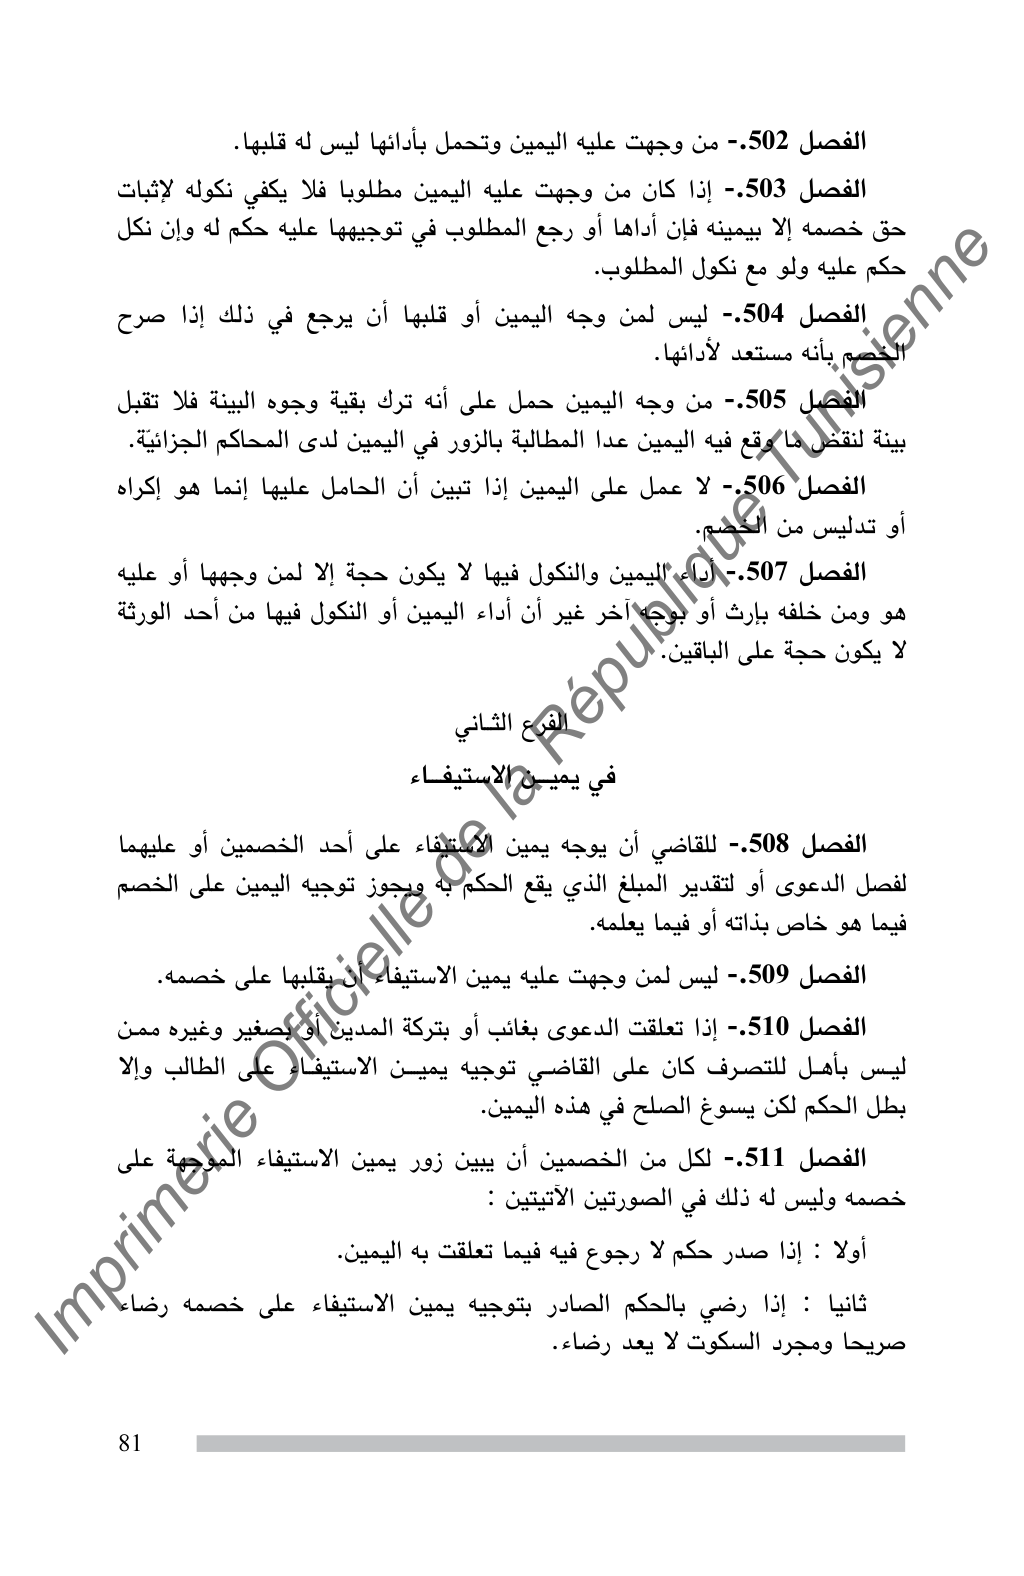 الفصل 502.- من وجهت عليه اليمين وتحمل بأدائها ليس له قلبها.
الفصل 503.- إذا كان من وجهت عليه اليمين مطلوبا فلا يكفي نكوله لإثبات
حق خصمه إلا بيمينه فإن أداها أو رجع المطلوب في توجيهها عليه حكم له وإن نكل
حكم عليه ولو مع نكول المطلوب.
الفصل 504.- ليس لمن وجه اليمين أو قلبها أن يرجع في ذلك إذا صرح
الخصم بأنه مستعد لأدائها.
الفصل 505.- من وجه اليمين حمل على أنه ترك بقية وجوه البينة فلا تقبل
بينة لنقض ما وقع فيه اليمين عدا المطالبة بالزور في اليمين لدى المحاكم الجزائيّة.
الفصل 506.- لا عمل على اليمين إذا تبين أن الحامل عليها إنما هو إكراه
أو تدليس من الخصم.
الفصل 507.- أداء اليمين والنكول فيها لا يكون حجة إلا لمن وجهها أو عليه
هو ومن خلفه بإرث أو بوجه آخر غير أن أداء اليمين أو النكول فيها من أحد الورثة
لا يكون حجة على الباقين.
الفرع الثـاني
في يميـــن الاستيفـــاء
الفصل 508.- للقاضي أن يوجه يمين الاستيفاء على أحد الخصمين أو عليهما
لفصل الدعوى أو لتقدير المبلغ الذي يقع الحكم به ويجوز توجيه اليمين على الخصم
فيما هو خاص بذاته أو فيما يعلمه.
الفصل 509.- ليس لمن وجهت عليه يمين الاستيفاء أن يقلبها على خصمه.
الفصل 510.- إذا تعلقت الدعوى بغائب أو بتركة المدين أو بصغير وغيره ممن
ليـس بأهـل للتصـرف كان على القاضـي توجيه يميـــن الاستيفـاء على الطالب وإلا
بطل الحكم لكن يسوغ الصلح في هذه اليمين.
الفصل 511.- لكل من الخصمين أن يبين زور يمين الاستيفاء الموجهة على
خصمه وليس له ذلك في الصورتين الآتيتين :
أولا : إذا صدر حكم لا رجوع فيه فيما تعلقت به اليمين.
ثانيا : إذا رضي بالحكم الصادر بتوجيه يمين الاستيفاء على خصمه رضاء
صريحا ومجرد السكوت لا يعد رضاء.
81
Imprimerie Officielle de la République Tunisienne